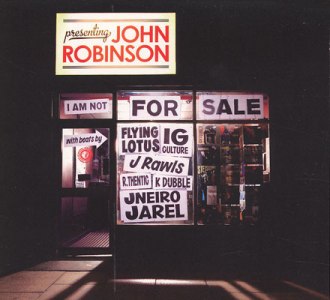 presenting JOHN
ROBINSON
I AM NOT FOR SALE
with beats by
FLYING LOTUS
IG CULTURE
J RAWLS
R.THENTIC K DUBBLE
JNEIRO
JAREL